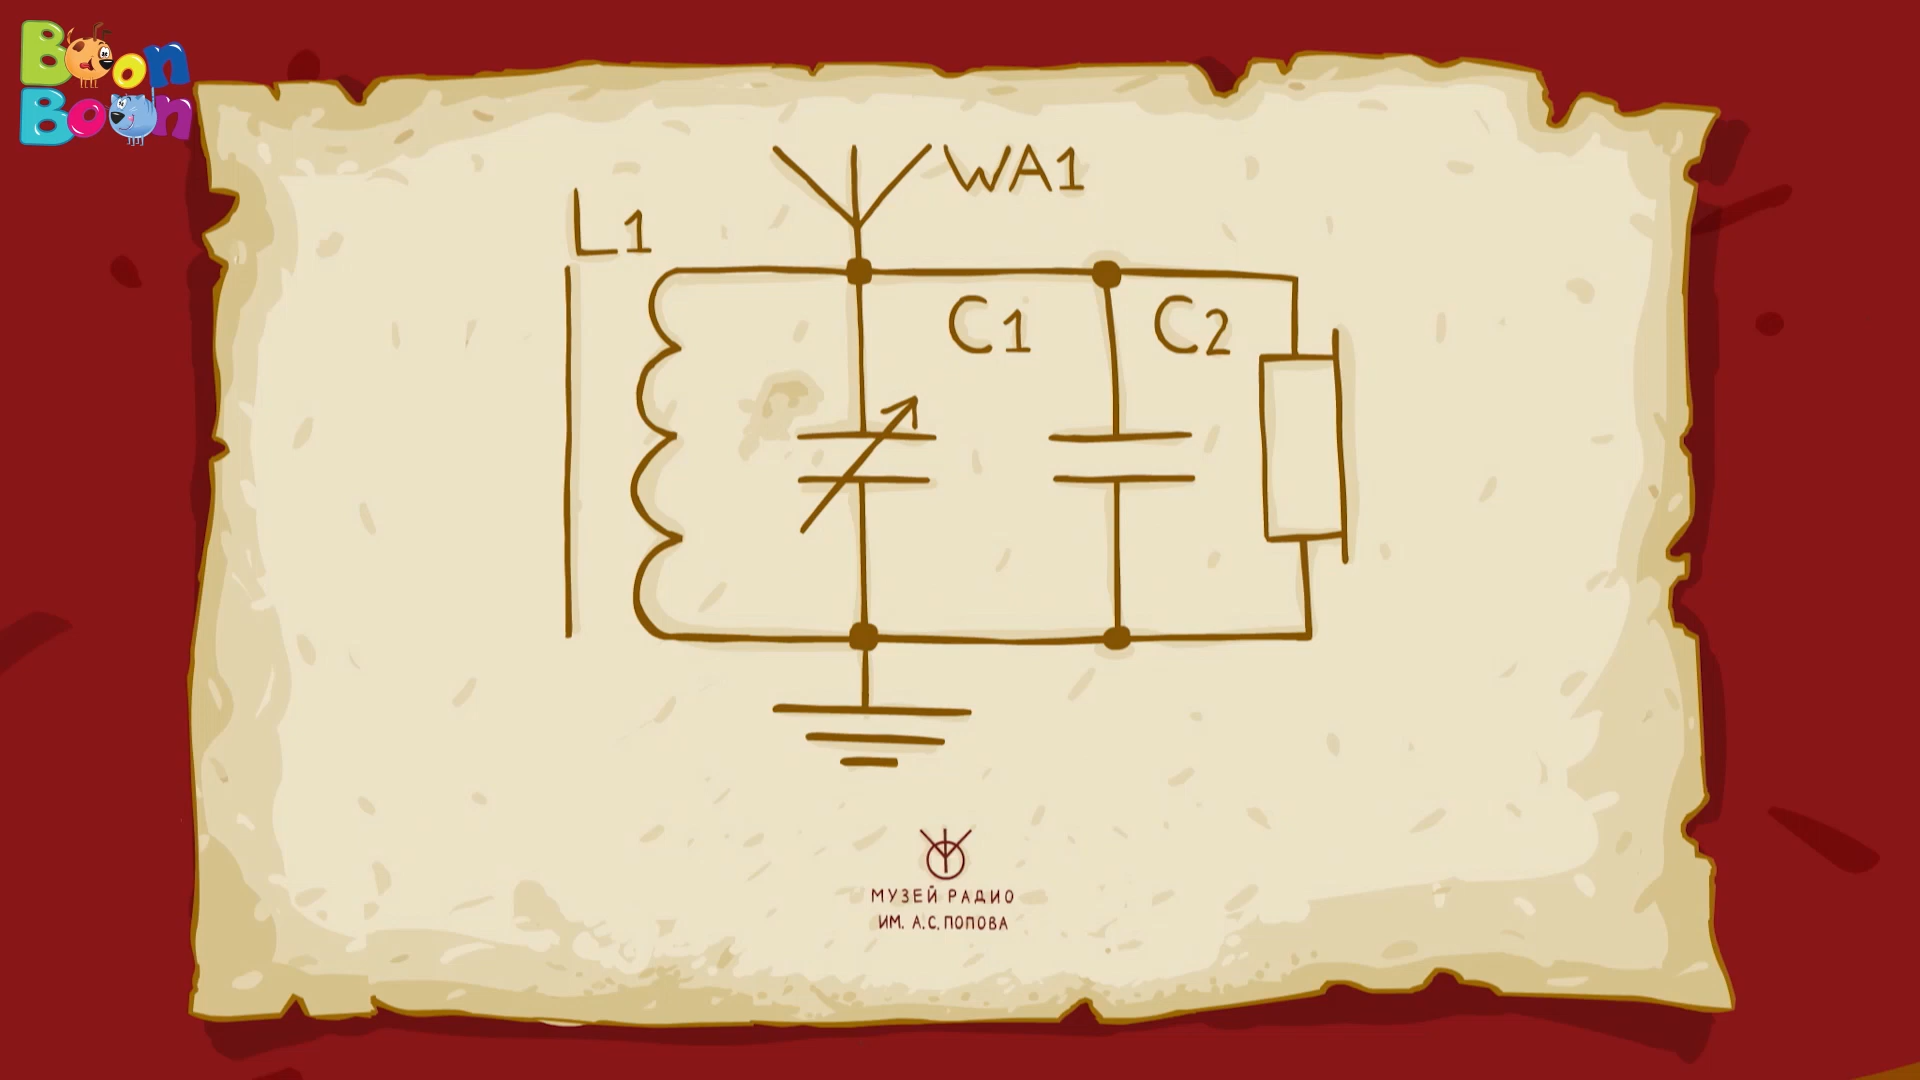 Boon
Boon
WA1
L1
C1
C2
МУЗЕЙ РАДИО
ИМ. А.С. ПОПОВА